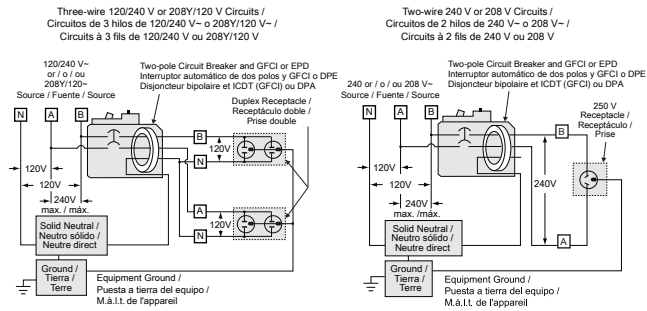 Three-wire 120/240 V or 208Y/120 V Circuits /
Circuitos de 3 hilos de 120/240 V~ o 208Y/120 V~ /
Circuits à 3 fils de 120/240 V ou 208Y/120 V
120/240 V~
or / o / ou
208Y/120~
Source / Fuente / Source
Two-pole Circuit Breaker and GFCI or EPD
Interruptor automático de dos polos y GFCI o DPE
Disjoncteur bipolaire et ICDT (GFCI) ou DPA
Duplex Receptacle /
Receptáculo doble /
Prise double
N
A
B
B
120V
N
120V
120V
240V
max. / máx.
A
120V
N
Solid Neutral /
Neutro sólido /
Neutre direct
Ground /
Tierra /
Terre
Equipment Ground /
Puesta a tierra del equipo /
M.à.l.t. de l'appareil
Two-wire 240 V or 208 V Circuits /
Circuitos de 2 hilos de 240 V~ o 208 V~ /
Circuits à 2 fils de 240 V ou 208 V
Two-pole Circuit Breaker and GFCI or EPD
Interruptor automático de dos polos y GFCI o DPE
Disjoncteur bipolaire et ICDT (GFCI) ou DPA
240 or / o / ou 208 V~
Source / Fuente / Source
250 V
Receptacle /
Receptáculo /
Prise
N
A
B
B
120V
120V
240V
max. /máx.
240V
A
Solid Neutral /
Neutro sólido /
Neutre direct
Ground /
Tierra /
Terre
Equipment Ground /
Puesta a tierra del equipo /
M.à.l.t. de l'appareil